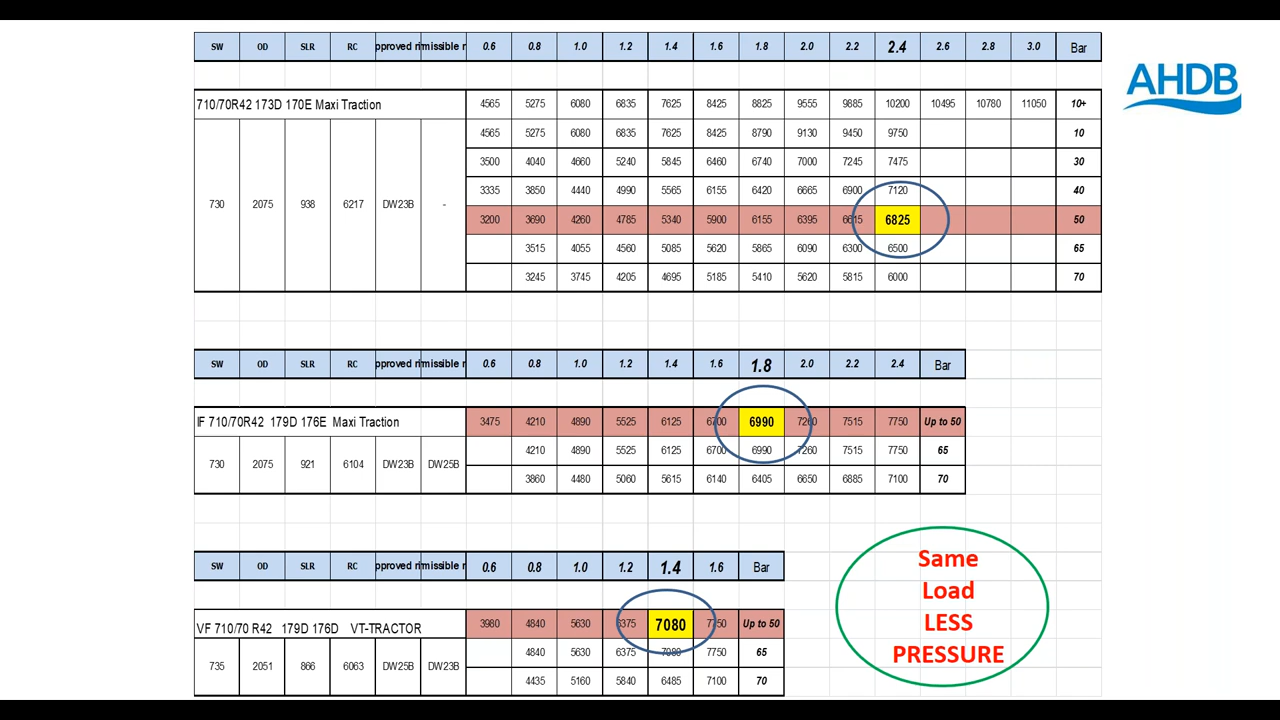 SW OD SLR RC pproved ri missible r 0.6 0.8 1.0 1.2 1.4 1.6 1.8 2.0 2.2 2.4 2.6 2.8 3.0 Bar
AHDB
710/70R42 173D 170E Maxi Traction 4565 5275 6080 6835 7625 8425 8825 9555 9885 10200 10495 10780 11050 10+
4565 5275 6080 6835 7625 8425 8790 9130 9450 9750 10
3500 4040 4660 5240 5845 6460 6740 7000 7245 7475 30
3335 3850 4440 4990 5565 6155 6420 6665 6900 7120 40
730 2075 938 6217 DW23B -
3200 3690 4260 4785 5340 5900 6155 6395 6615 6825 50
3515 4055 4560 5085 5620 5865 6090 6300 6500 65
3245 3745 4205 4695 5185 5410 5620 5815 6000 70
SW OD SLR RC pproved ri missible r 0.6 0.8 1.0 1.2 1.4 1.6 1.8 2.0 2.2 2.4 Bar
IF 710/70R42 179D 176E Maxi Traction 3475 4210 4890 5525 6125 6700 6990 7260 7515 7750 Up to 50
4210 4890 5525 6125 6700 6990 7260 7515 7750 65
730 2075 921 6104 DW23B DW25B
3860 4480 5060 5615 6140 6405 6650 6885 7100 70
SW OD SLR RC pproved ri missible r 0.6 0.8 1.0 1.2 1.4 1.6 Bar
VF 710/70 R42 179D 176D VT-TRACTOR 3980 4840 5630 6375 7080 7750 Up to 50
4840 5630 6375 7080 7750 65
735 2051 866 6063 DW25B DW23B
4435 5160 5840 6485 7100 70
Same
Load
LESS
PRESSURE